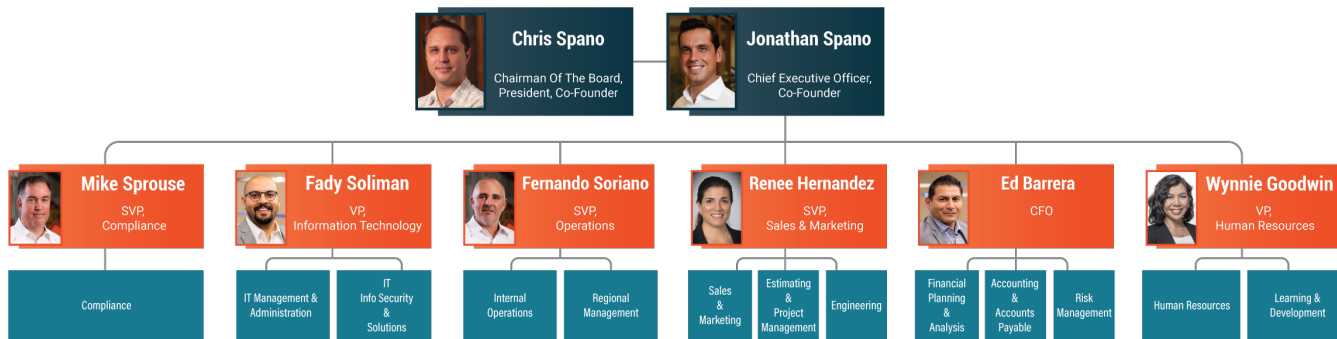 Chris Spano
Chairman Of The Board,
President, Co-Founder
Jonathan Spano
Chief Executive Officer,
Co-Founder
Mike Sprouse
SVP,
Compliance
Fady Soliman
VP,
Information Technology
Fernando Soriano
SVP,
Operations
Renee Hernandez
SVP,
Sales & Marketing
Ed Barrera
CFO
Wynnie Goodwin
VP,
Human Resources
Compliance
IT Management &
Administration
IT
Info Security
&
Solutions
Internal
Operations
Regional
Management
Sales
&
Marketing
Estimating
&
Project
Management
Engineering
Financial
Planning
&
Analysis
Accounting
&
Accounts
Payable
Risk
Management
Human Resources
Learning &
Development